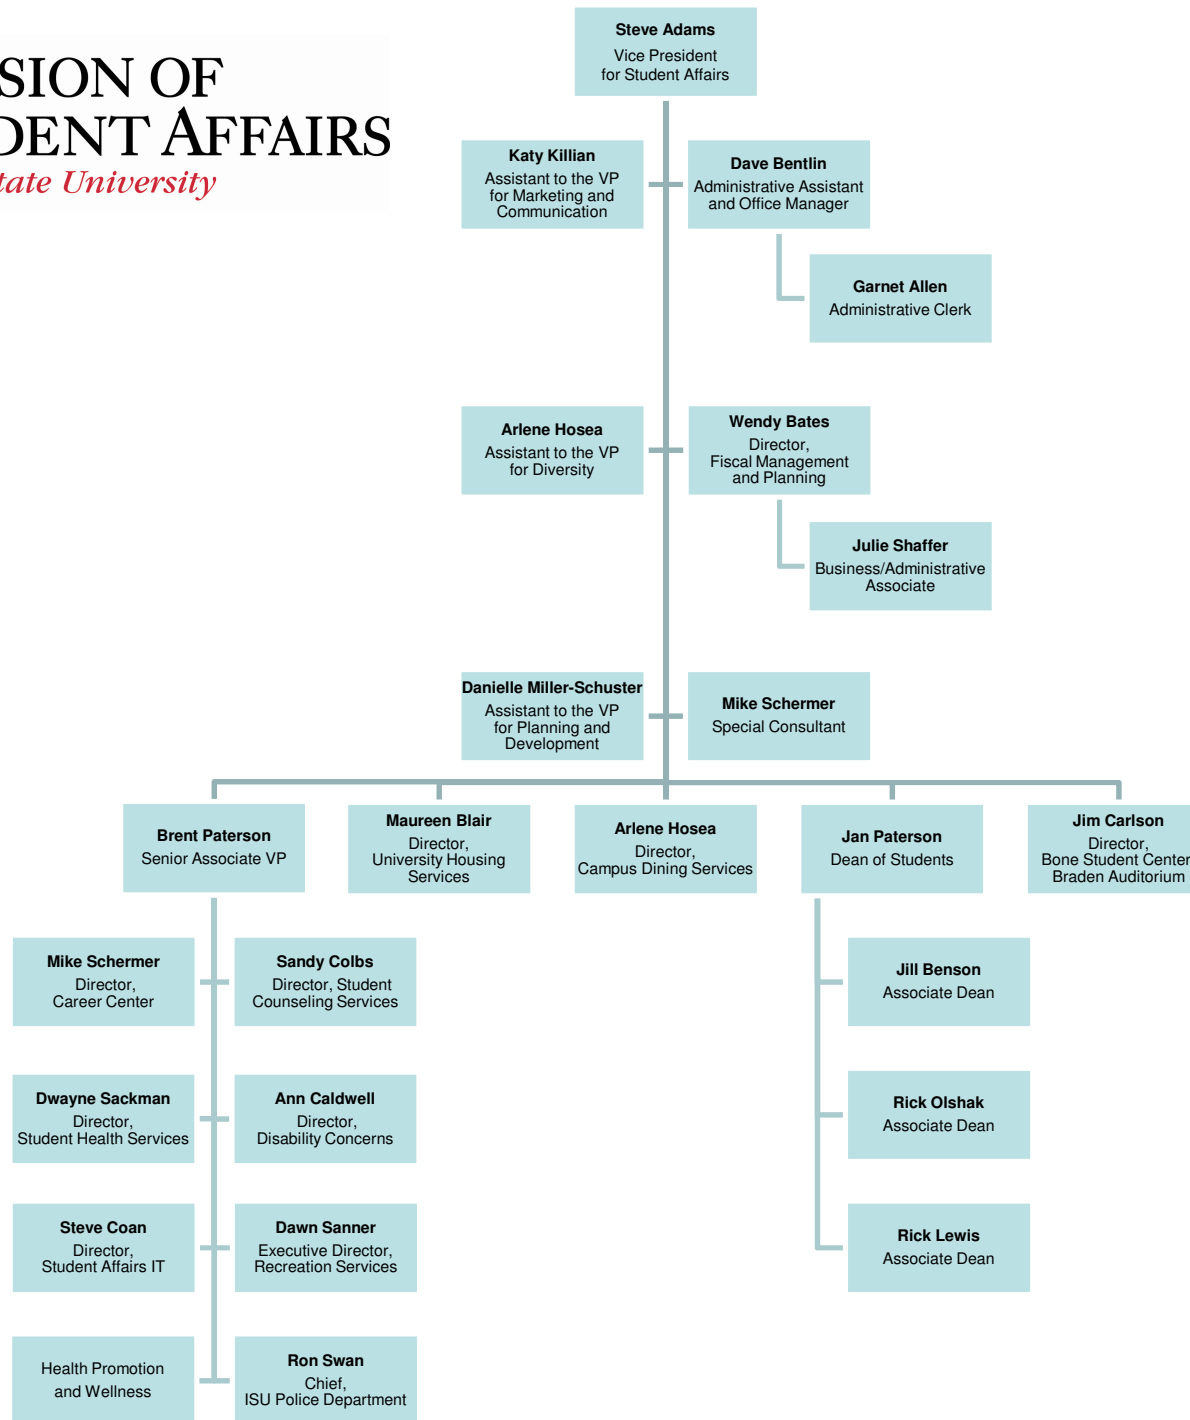 SION OF
DENT AFFAIRS
tate University
Steve Adams
Vice President
for Student Affairs
Katy Killian
Assistant to the VP
for Marketing and
Communication
Dave Bentlin
Administrative Assistant
and Office Manager
Garnet Allen
Administrative Clerk
Arlene Hosea
Assistant to the VP
for Diversity
Wendy Bates
Director,
Fiscal Management
and Planning
Julie Shaffer
Business/Administrative
Associate
Danielle Miller-Schuster
Assistant to the VP
for Planning and
Development
Mike Schermer
Special Consultant
Brent Paterson
Senior Associate VP
Maureen Blair
Director,
University Housing
Services
Arlene Hosea
Director,
Campus Dining Services
Jan Paterson
Dean of Students
Jim Carlson
Director,
Bone Student Center
Braden Auditorium
Mike Schermer
Director,
Career Center
Sandy Colbs
Director, Student
Counseling Services
Jill Benson
Associate Dean
Dwayne Sackman
Director,
Student Health Services
Ann Caldwell
Director,
Disability Concerns
Rick Olshak
Associate Dean
Steve Coan
Director,
Student Affairs IT
Dawn Sanner
Executive Director,
Recreation Services
Rick Lewis
Associate Dean
Health Promotion
and Wellness
Ron Swan
Chief,
ISU Police Department